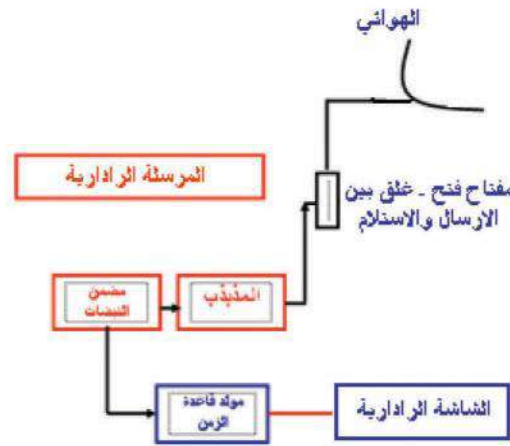 الهوائي
المرسلة الرادارية
مفتاح فتح - غلق بين
الارسال والاستلام
مضمن
النبضات
المذبذب
مولد قاعدة
الزمن
الشاشة الرادارية